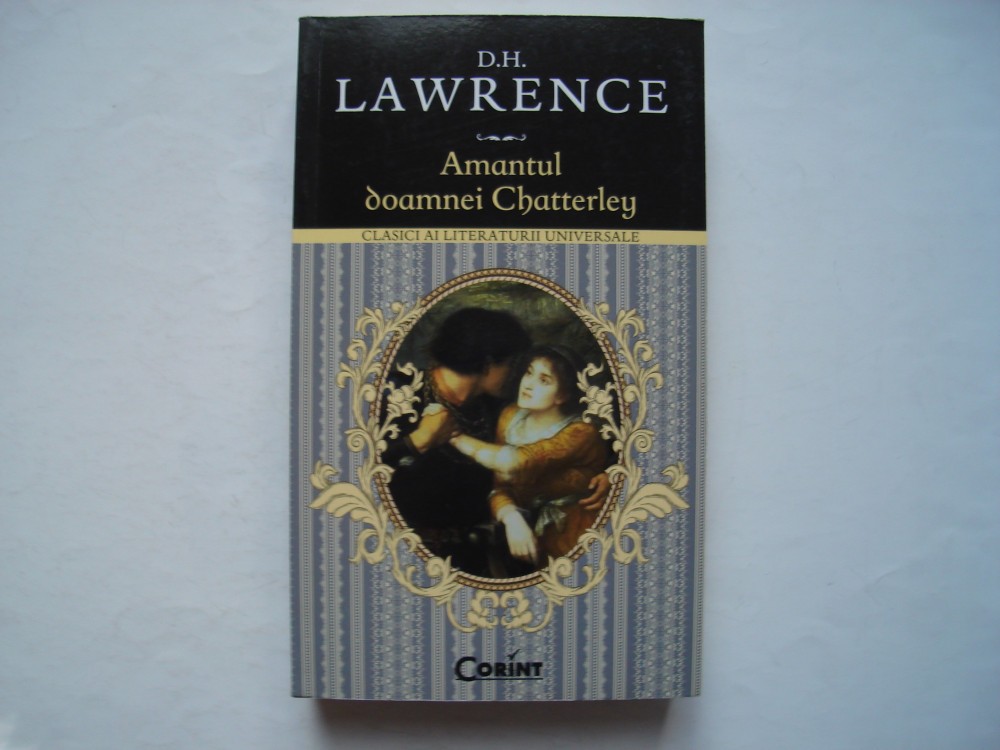 D.H.
LAWRENCE
Amantul
doamnei Chatterley
CLASICI AI LITERATURII UNIVERSALE
CORINT